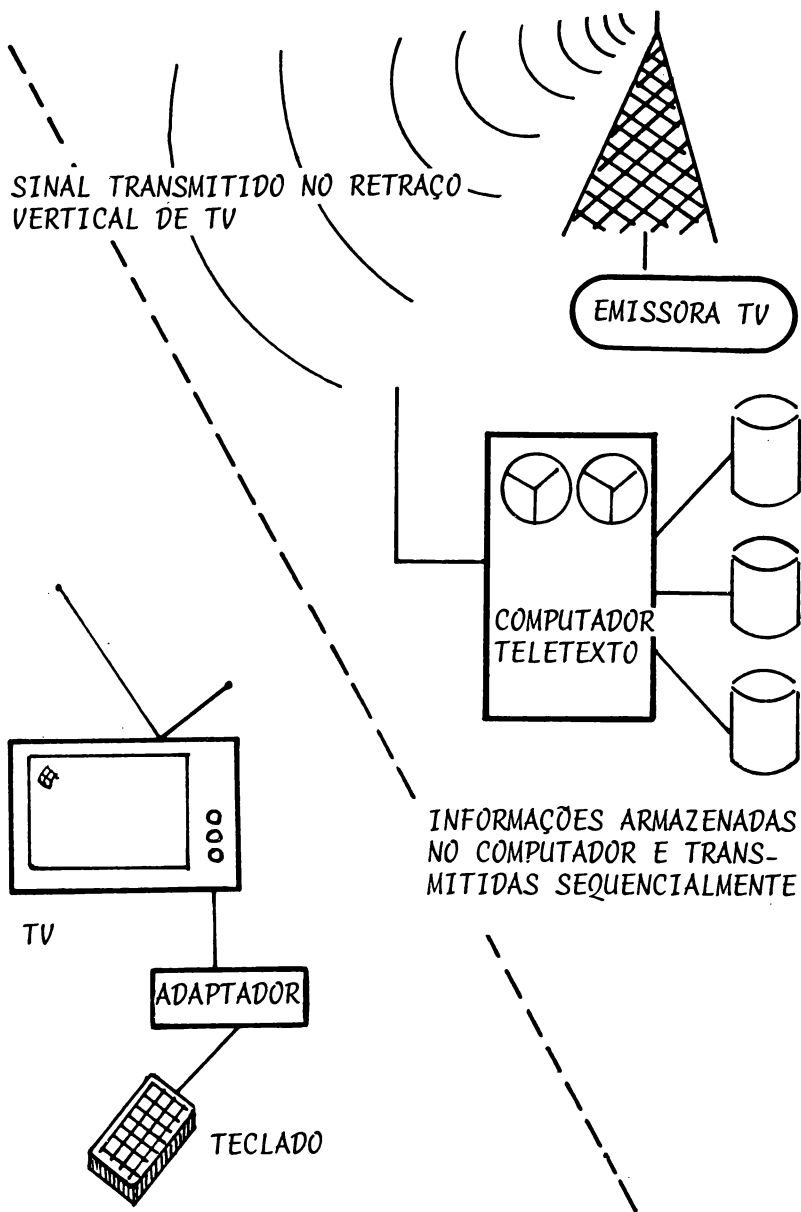 SINAL TRANSMITIDO NO RETRAÇO
VERTICAL DE TV
EMISSORA TV
COMPUTADOR
TELETEXTO
INFORMAÇÕES ARMAZENADAS
NO COMPUTADOR E TRANS-
MITIDAS SEQUENCIALMENTE
TV
ADAPTADOR
TECLADO